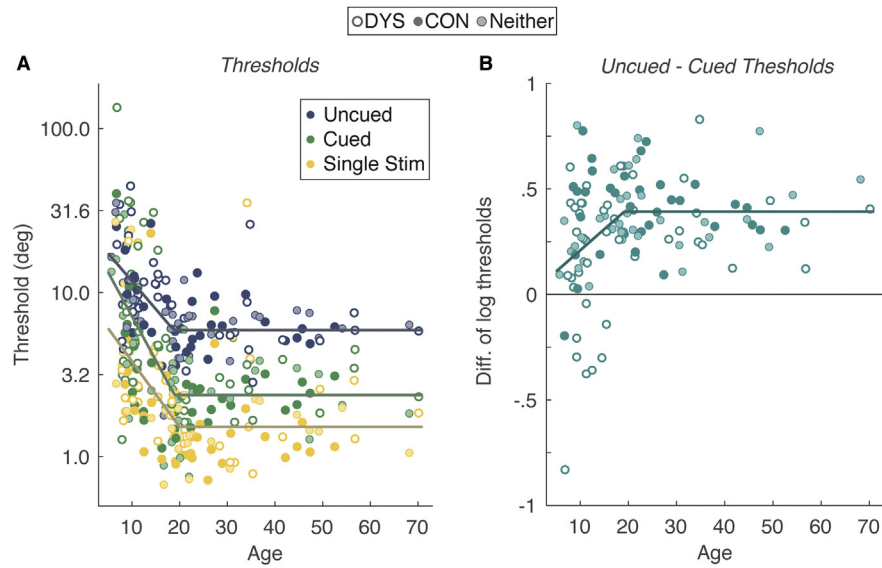 DYS CON Neither
A
Thresholds
Uncued
Cued
Single Stim
100.0
31.6
10.0
3.2
1.0
Threshold (deg)
10 20 30 40 50 60 70
Age
B
Uncued - Cued Thesholds
1
.5
0
-.5
-1
Diff. of log thresholds
10 20 30 40 50 60 70
Age